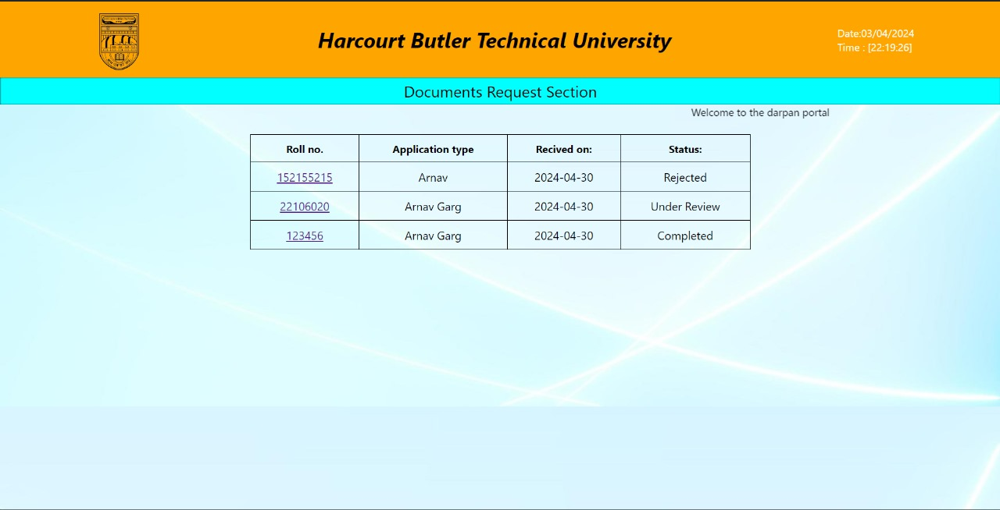 Harcourt Butler Technical University
Date:03/04/2024
Time : [22:19:26]
Documents Request Section
Welcome to the darpan portal
Roll no. Application type Recived on: Status:
152155215 Arnav 2024-04-30 Rejected
22106020 Arnav Garg 2024-04-30 Under Review
123456 Arnav Garg 2024-04-30 Completed